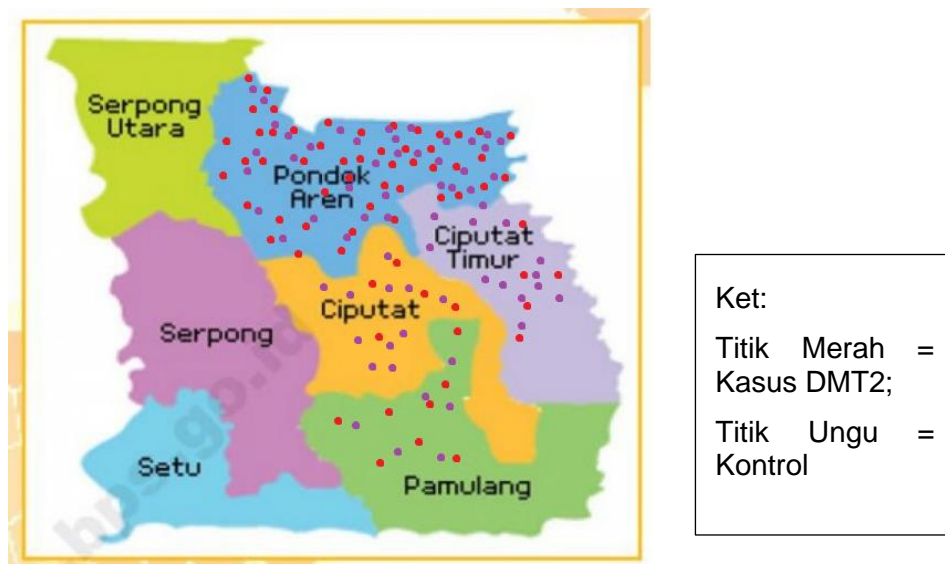 Serpong
Utara
Pondok
Aren
Ciputat
Timur
Ciputat
Serpong
Setu
Pamulang
Ket:
Titik Merah =
Kasus DMT2;
Titik Ungu =
Kontrol